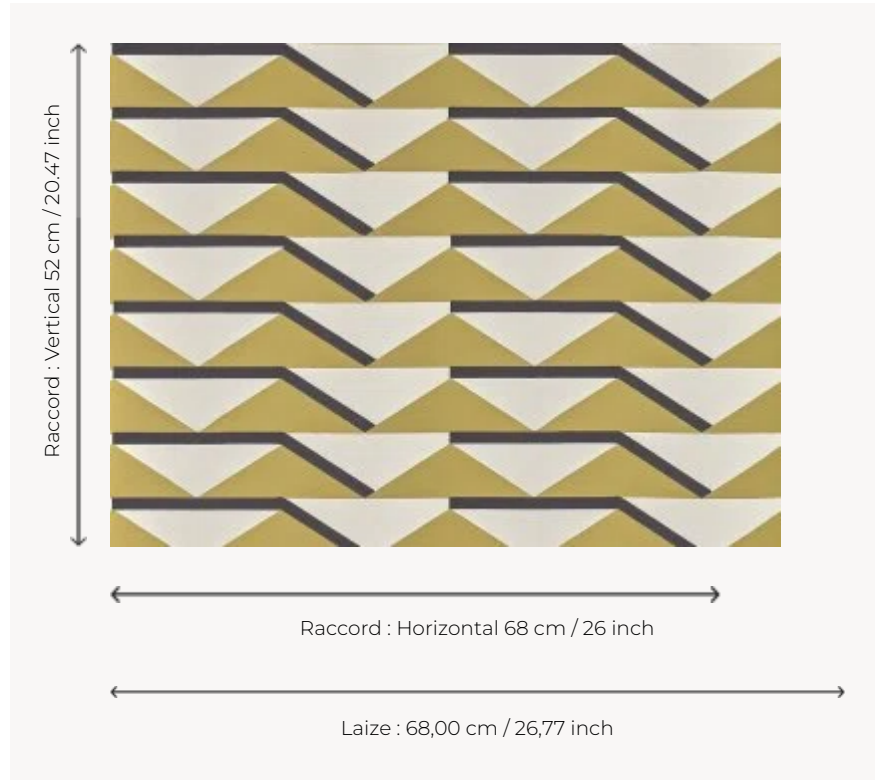 Raccord : Vertical 52 cm / 20.47 inch
Raccord : Horizontal 68 cm / 26 inch
Laize : 68,00 cm / 26,77 inch